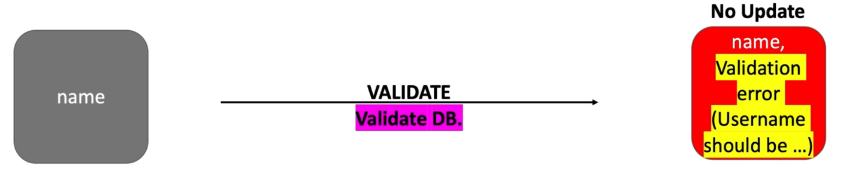 No Update
name
VALIDATE
Validate DB.
name,
Validation
error
(Username
should be ...)